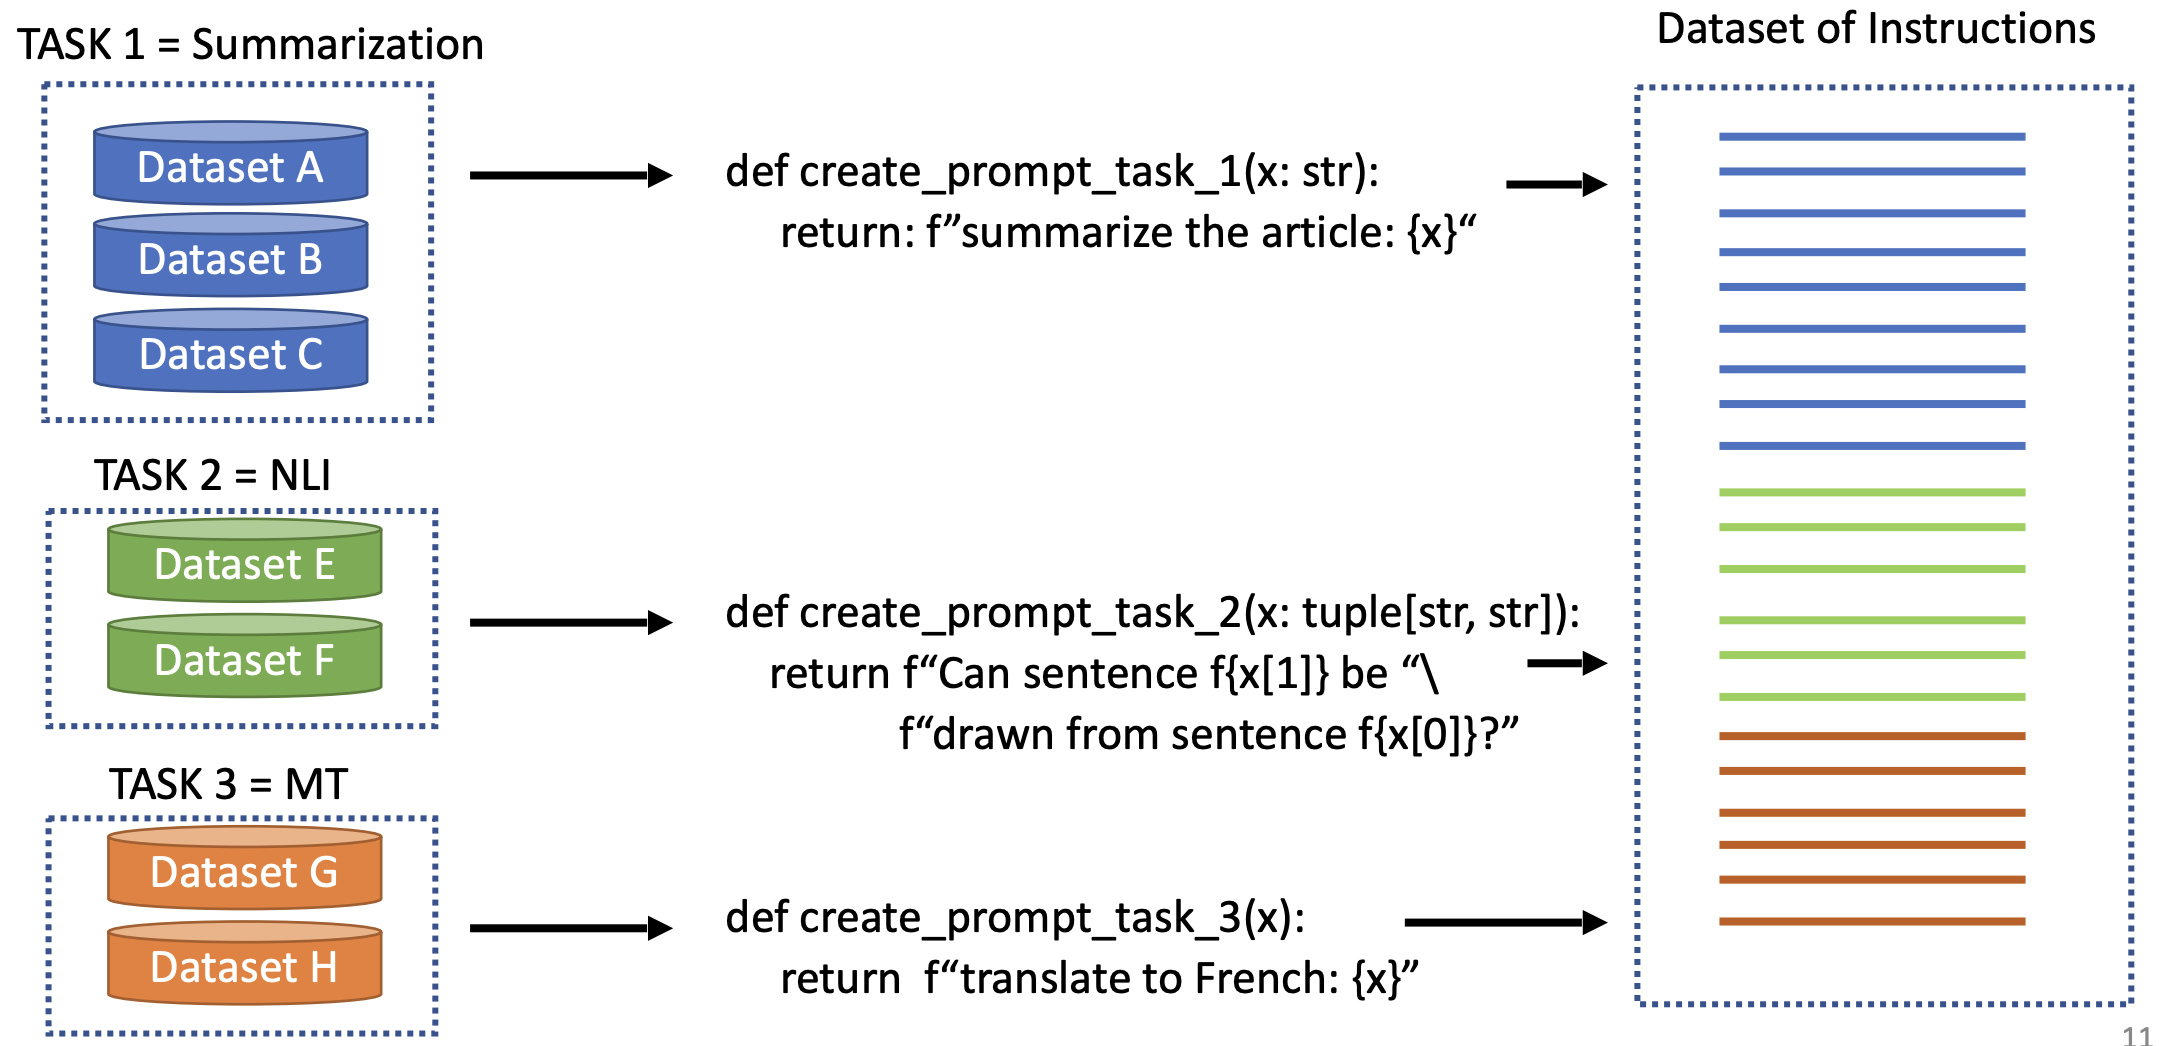 TASK 1 = Summarization
Dataset A
Dataset B
Dataset C
def create_prompt_task_1(x: str):
return: f”summarize the article: {x}“
TASK 2 = NLI
Dataset E
Dataset F
def create_prompt_task_2(x: tuple[str, str]):
return f“Can sentence f{x[1]} be “\
f“drawn from sentence f{x[0]}?”
TASK 3 = MT
Dataset G
Dataset H
def create_prompt_task_3(x):
return  f“translate to French: {x}”
Dataset of Instructions
11